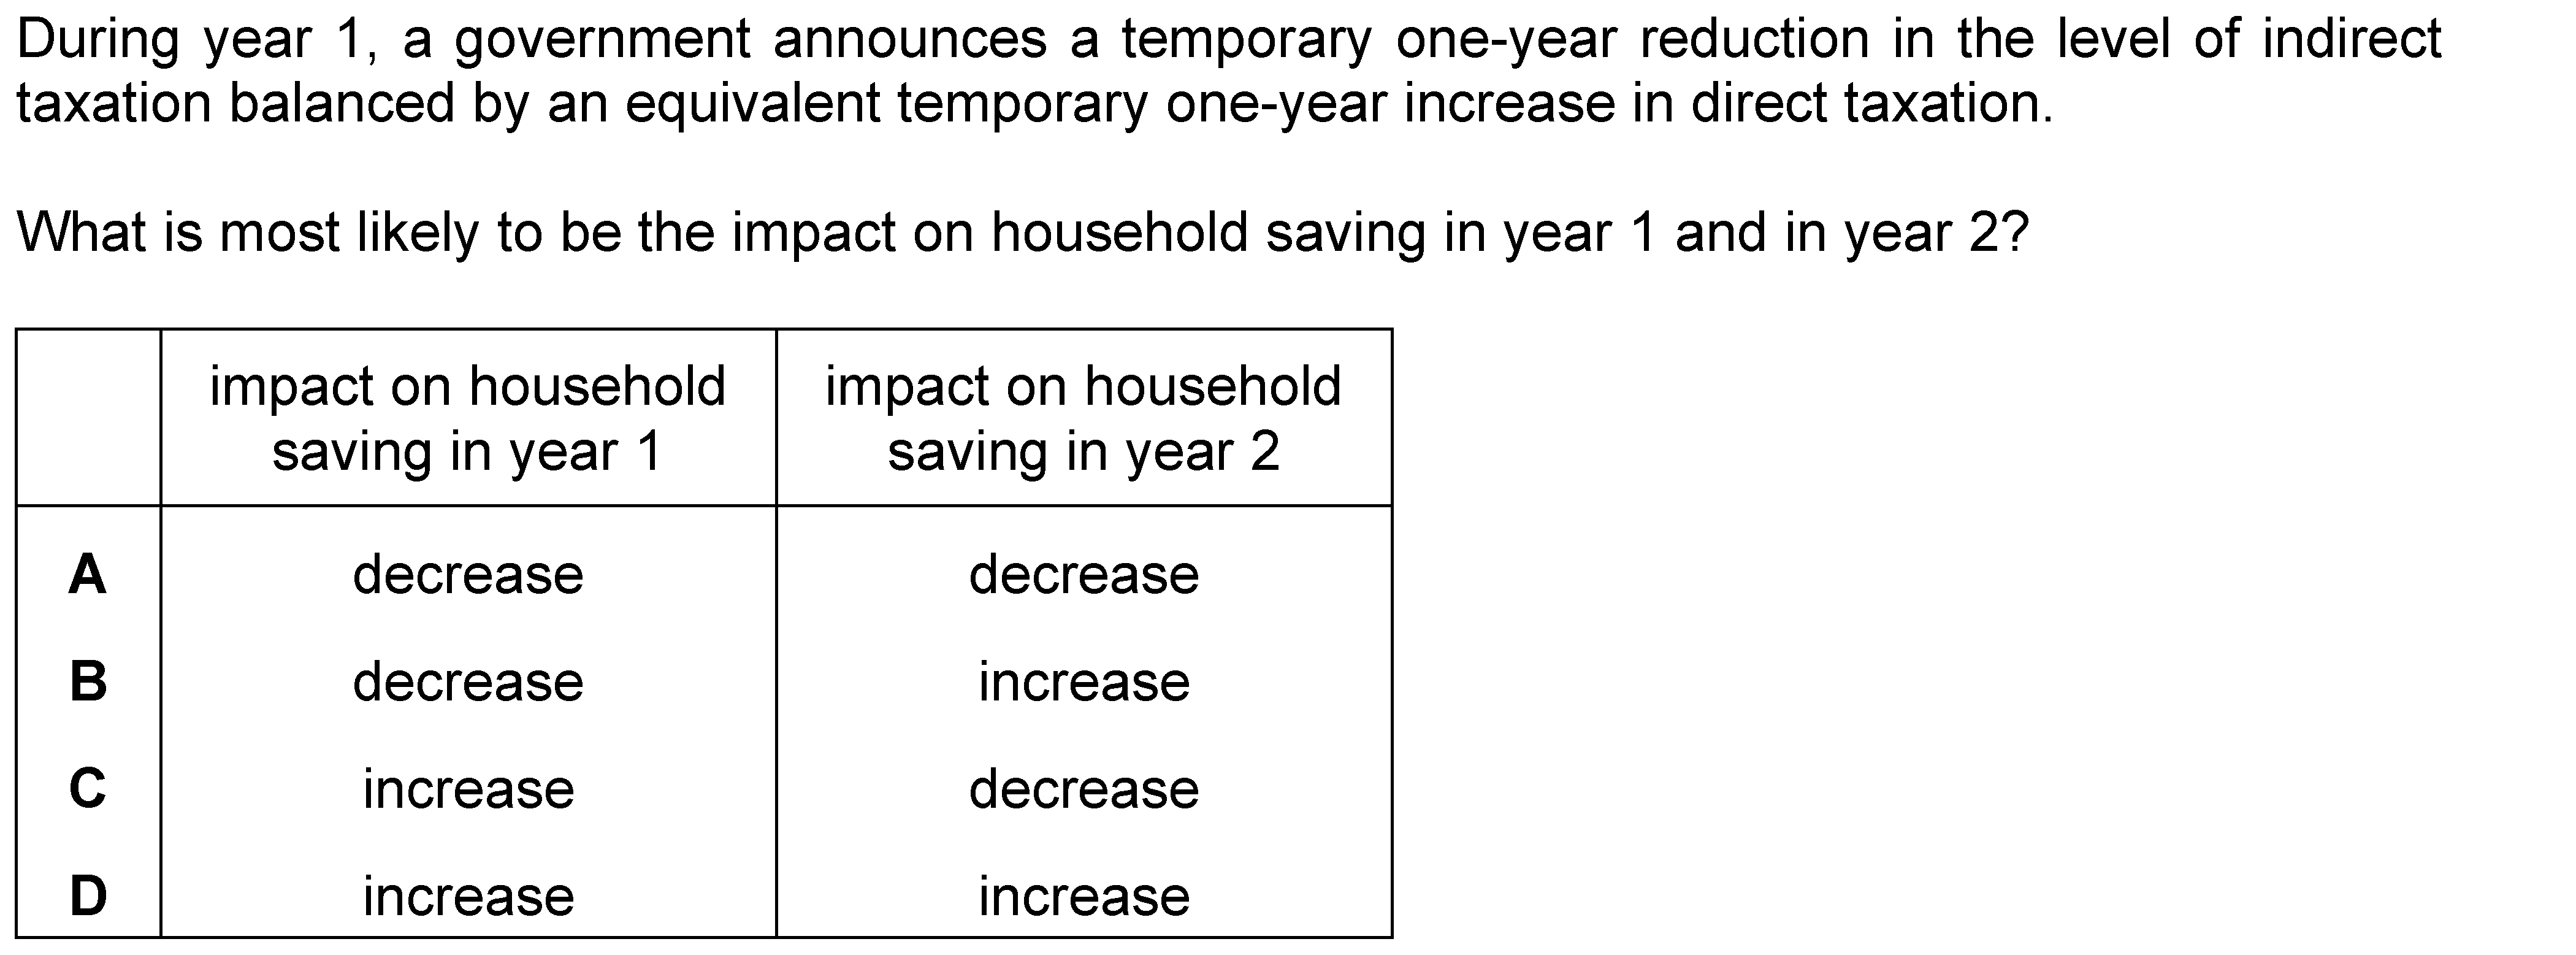 During year 1, a government announces a temporary one-year reduction in the level of indirect
taxation balanced by an equivalent temporary one-year increase in direct taxation.
What is most likely to be the impact on household saving in year 1 and in year 2?
impact on household saving in year 1 impact on household saving in year 2
A decrease decrease
B decrease increase
C increase decrease
D increase increase